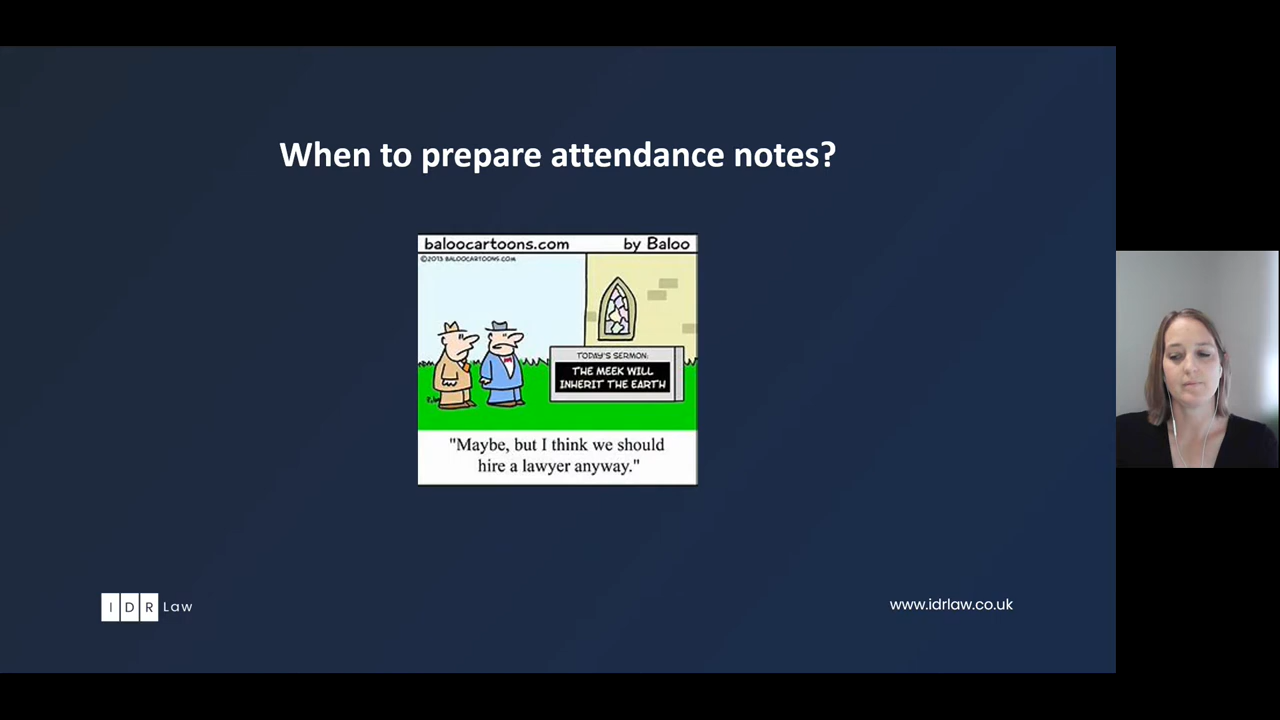 When to prepare attendance notes?
baloocartoons.com by Baloo
©2013 BALOOCARTOONS.COM
TODAY'S SERMON:
THE MEEK WILL
INHERIT THE EARTH
"Maybe, but I think we should
hire a lawyer anyway."
IDR Law
www.idrlaw.co.uk